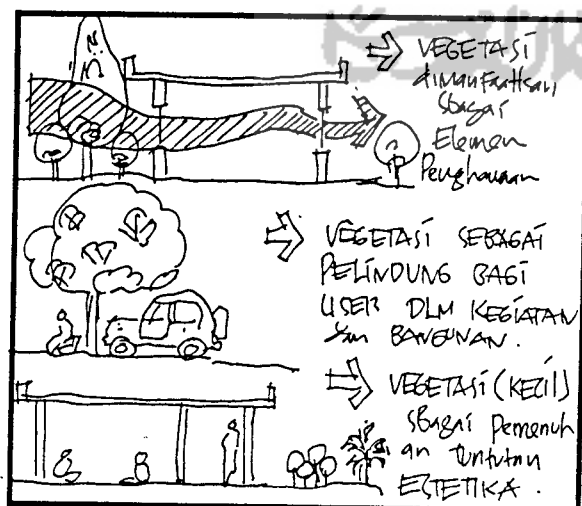 VEGETASI
dimanfaatkan
sbagai
Elemen
Penghawaan
VEGETASI SEBAGAI
PELINDUNG BAGI
USER DLM KEGIATAN
dan BANGUNAN.
VEGETASI (KECIL)
sbagai pemenuh
an tuntutan
ESTETIKA.